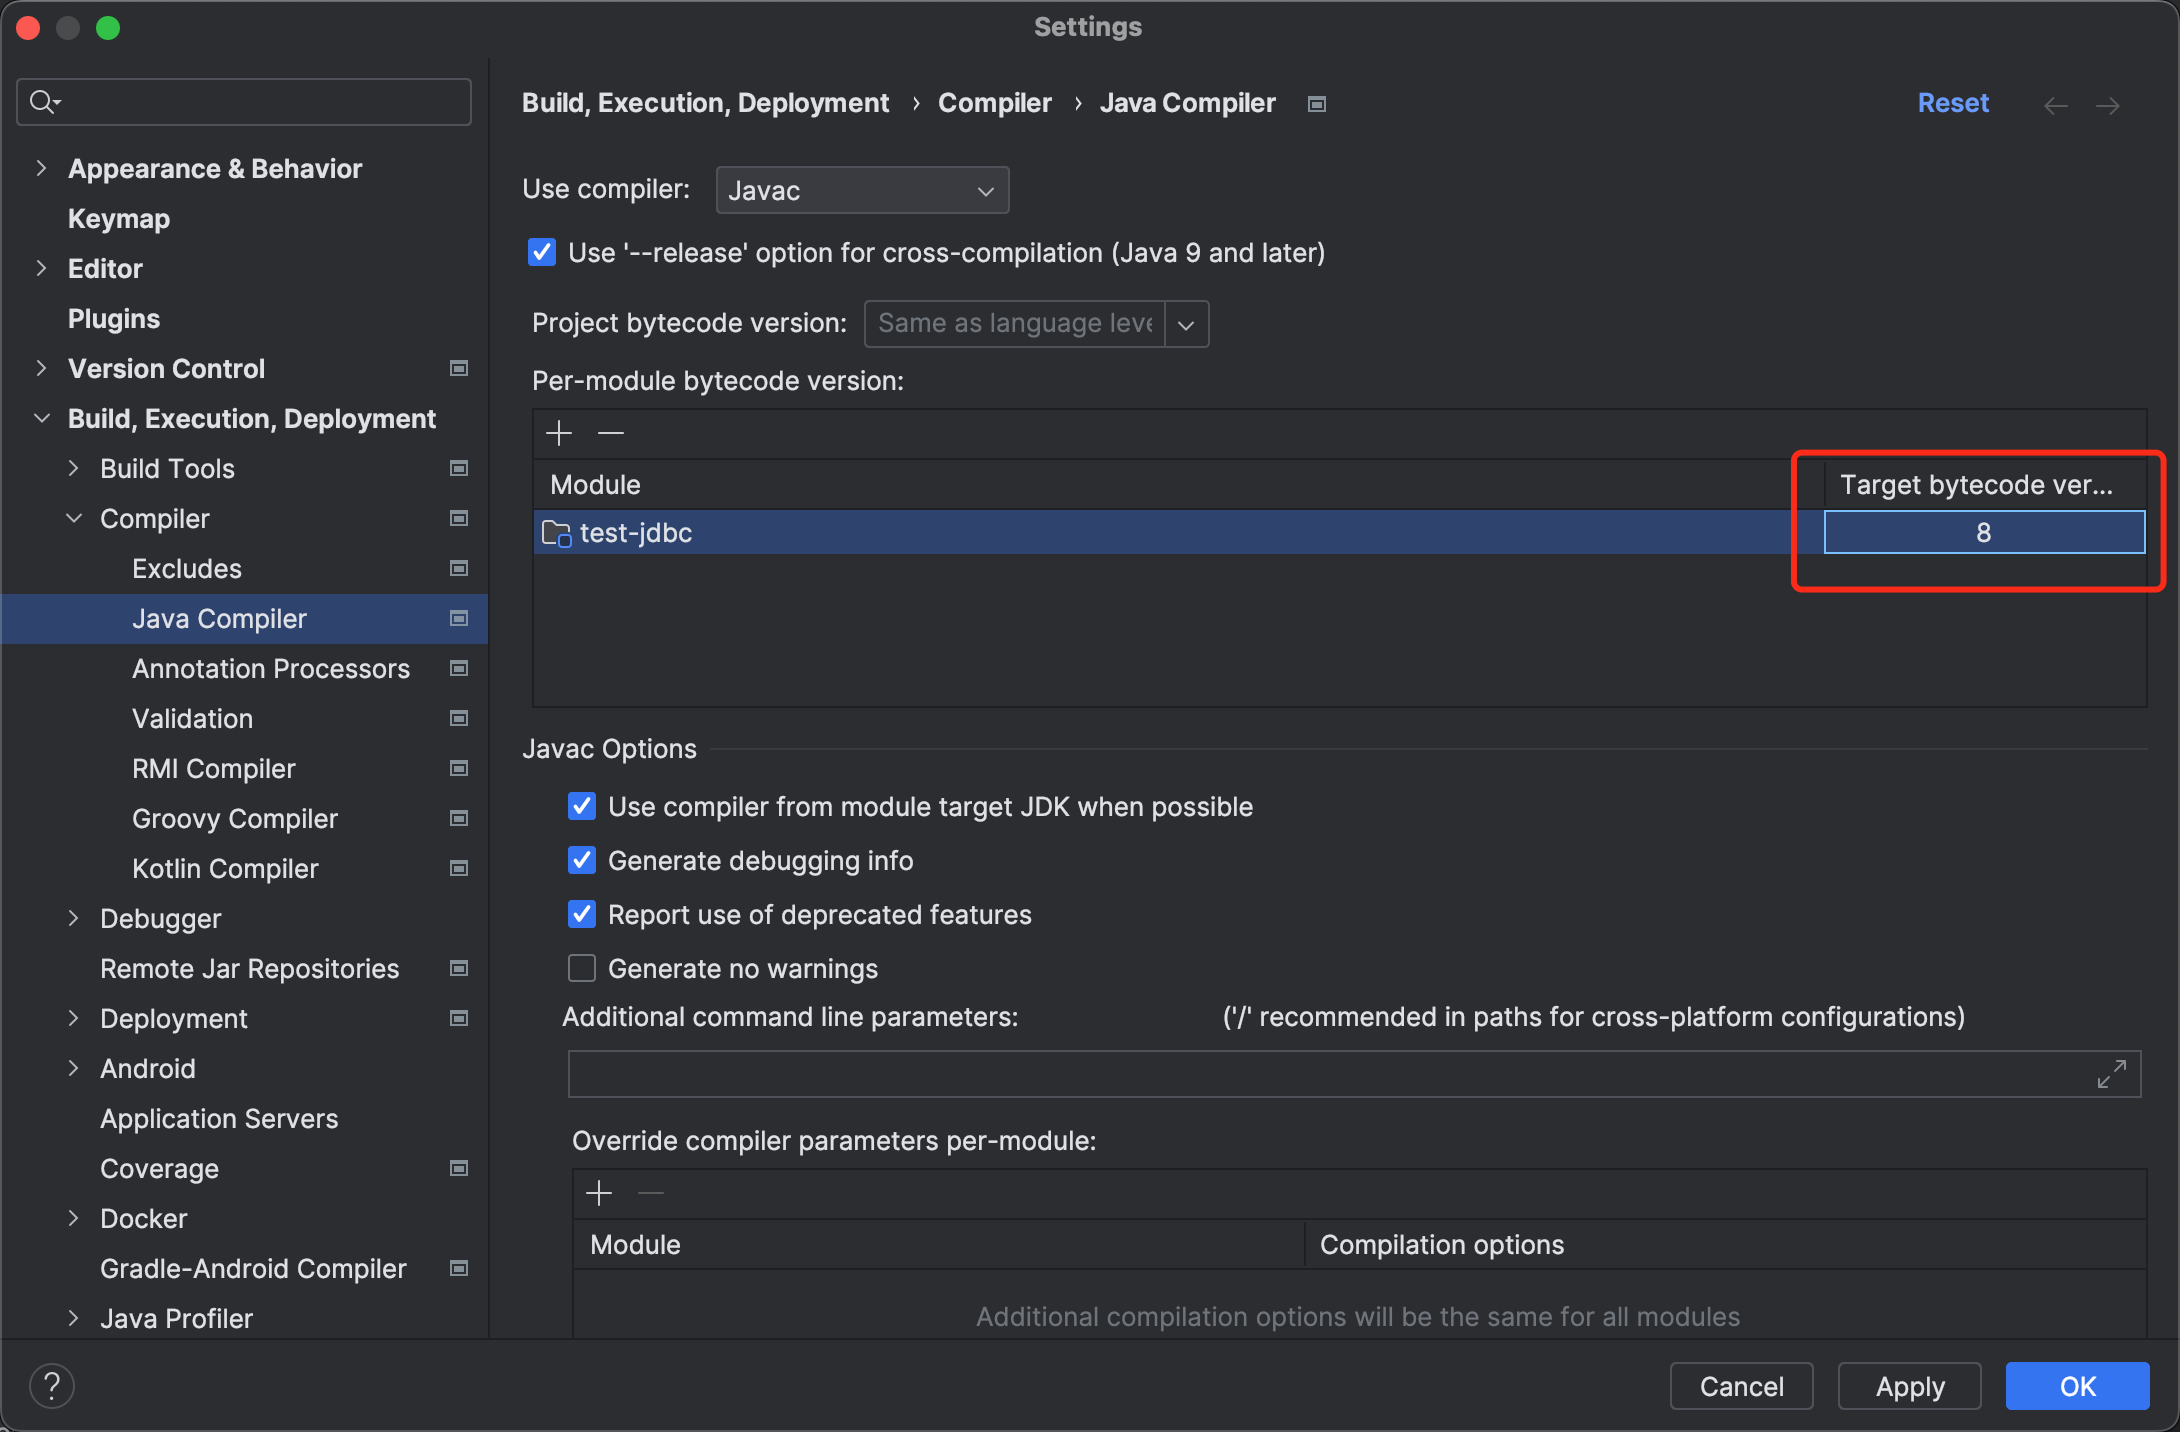 Settings
Appearance & Behavior
Keymap
Editor
Plugins
Version Control
Build, Execution, Deployment
Build Tools
Compiler
Excludes
Java Compiler
Annotation Processors
Validation
RMI Compiler
Groovy Compiler
Kotlin Compiler
Debugger
Remote Jar Repositories
Deployment
Android
Application Servers
Coverage
Docker
Gradle-Android Compiler
Java Profiler
Build, Execution, Deployment › Compiler › Java Compiler
Reset
Use compiler: Javac
Use '--release' option for cross-compilation (Java 9 and later)
Project bytecode version: Same as language leve
Per-module bytecode version:
Module Target bytecode ver...
test-jdbc 8
Javac Options
Use compiler from module target JDK when possible
Generate debugging info
Report use of deprecated features
Generate no warnings
Additional command line parameters: ('/' recommended in paths for cross-platform configurations)
Override compiler parameters per-module:
Module Compilation options
Additional compilation options will be the same for all modules
? Cancel Apply OK